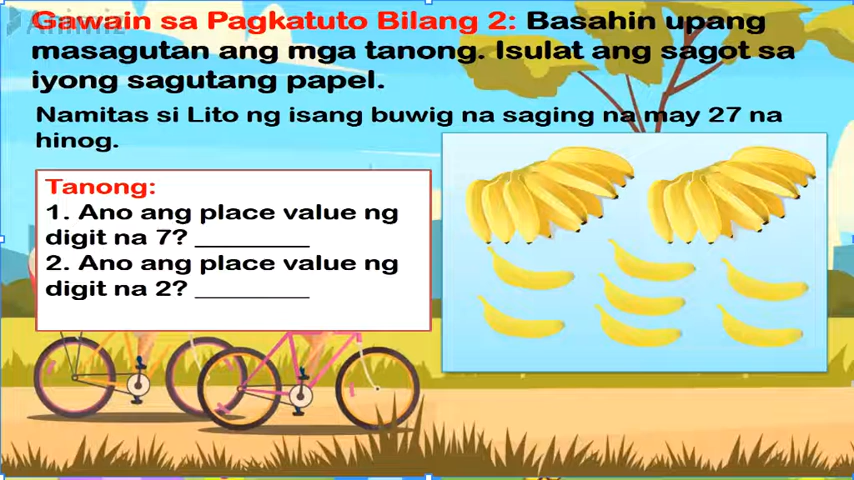 Gawain sa Pagkatuto Bilang 2: Basahin upang
masagutan ang mga tanong. Isulat ang sagot sa
iyong sagutang papel.
Namitas si Lito ng isang buwig na saging na may 27 na
hinog.
Tanong:
1. Ano ang place value ng
digit na 7? _________
2. Ano ang place value ng
digit na 2? _________